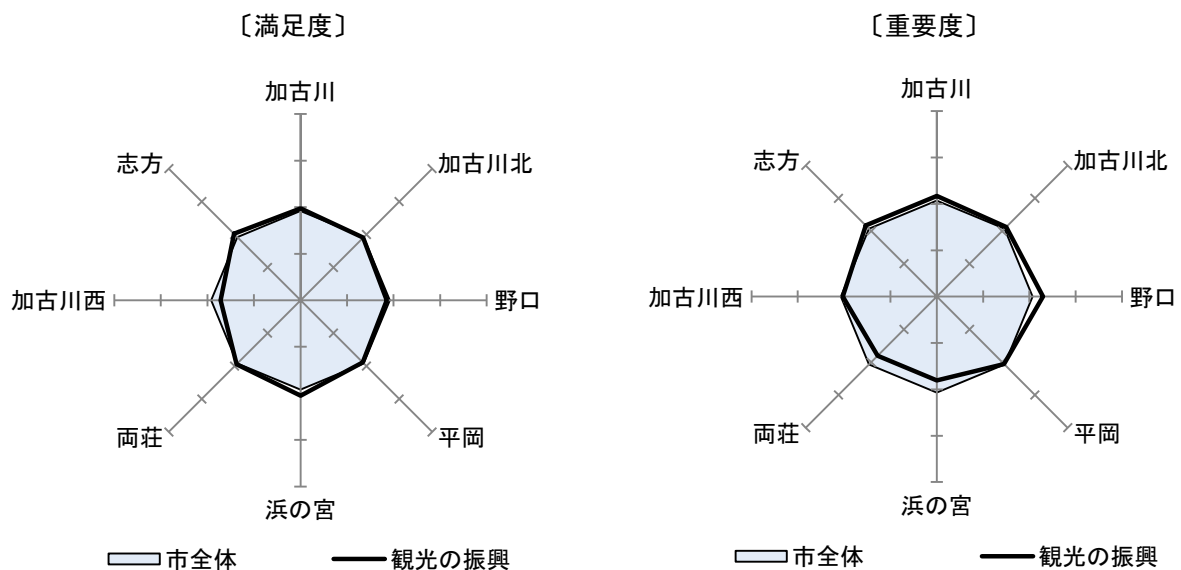 〔満足度〕
加古川
加古川北
野口
平岡
浜の宮
両荘
加古川西
志方
市全体
観光の振興
〔重要度〕
加古川
加古川北
野口
平岡
浜の宮
両荘
加古川西
志方
市全体
観光の振興